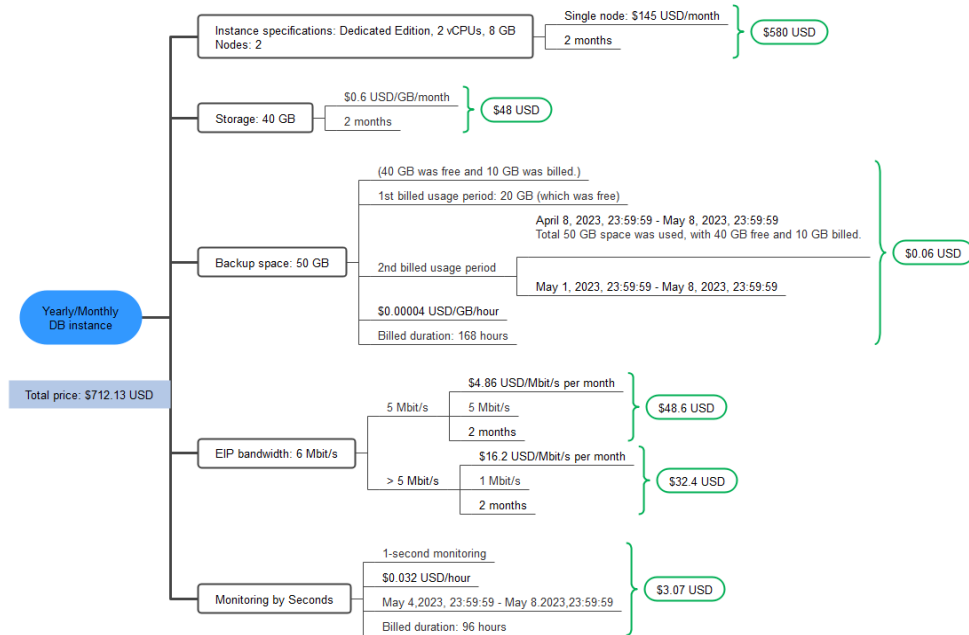 Instance specifications: Dedicated Edition, 2 vCPUs, 8 GB
Nodes: 2
Single node: $145 USD/month
2 months
$580 USD
Storage: 40 GB
$0.6 USD/GB/month
2 months
$48 USD
Backup space: 50 GB
(40 GB was free and 10 GB was billed.)
1st billed usage period: 20 GB (which was free)
2nd billed usage period
April 8, 2023, 23:59:59 - May 8, 2023, 23:59:59
Total 50 GB space was used, with 40 GB free and 10 GB billed.
May 1, 2023, 23:59:59 - May 8, 2023, 23:59:59
$0.00004 USD/GB/hour
Billed duration: 168 hours
$0.06 USD
Yearly/Monthly
DB instance
Total price: $712.13 USD
EIP bandwidth: 6 Mbit/s
5 Mbit/s
$4.86 USD/Mbit/s per month
5 Mbit/s
2 months
$48.6 USD
> 5 Mbit/s
$16.2 USD/Mbit/s per month
1 Mbit/s
2 months
$32.4 USD
Monitoring by Seconds
1-second monitoring
$0.032 USD/hour
May 4,2023, 23:59:59 - May 8.2023,23:59:59
Billed duration: 96 hours
$3.07 USD